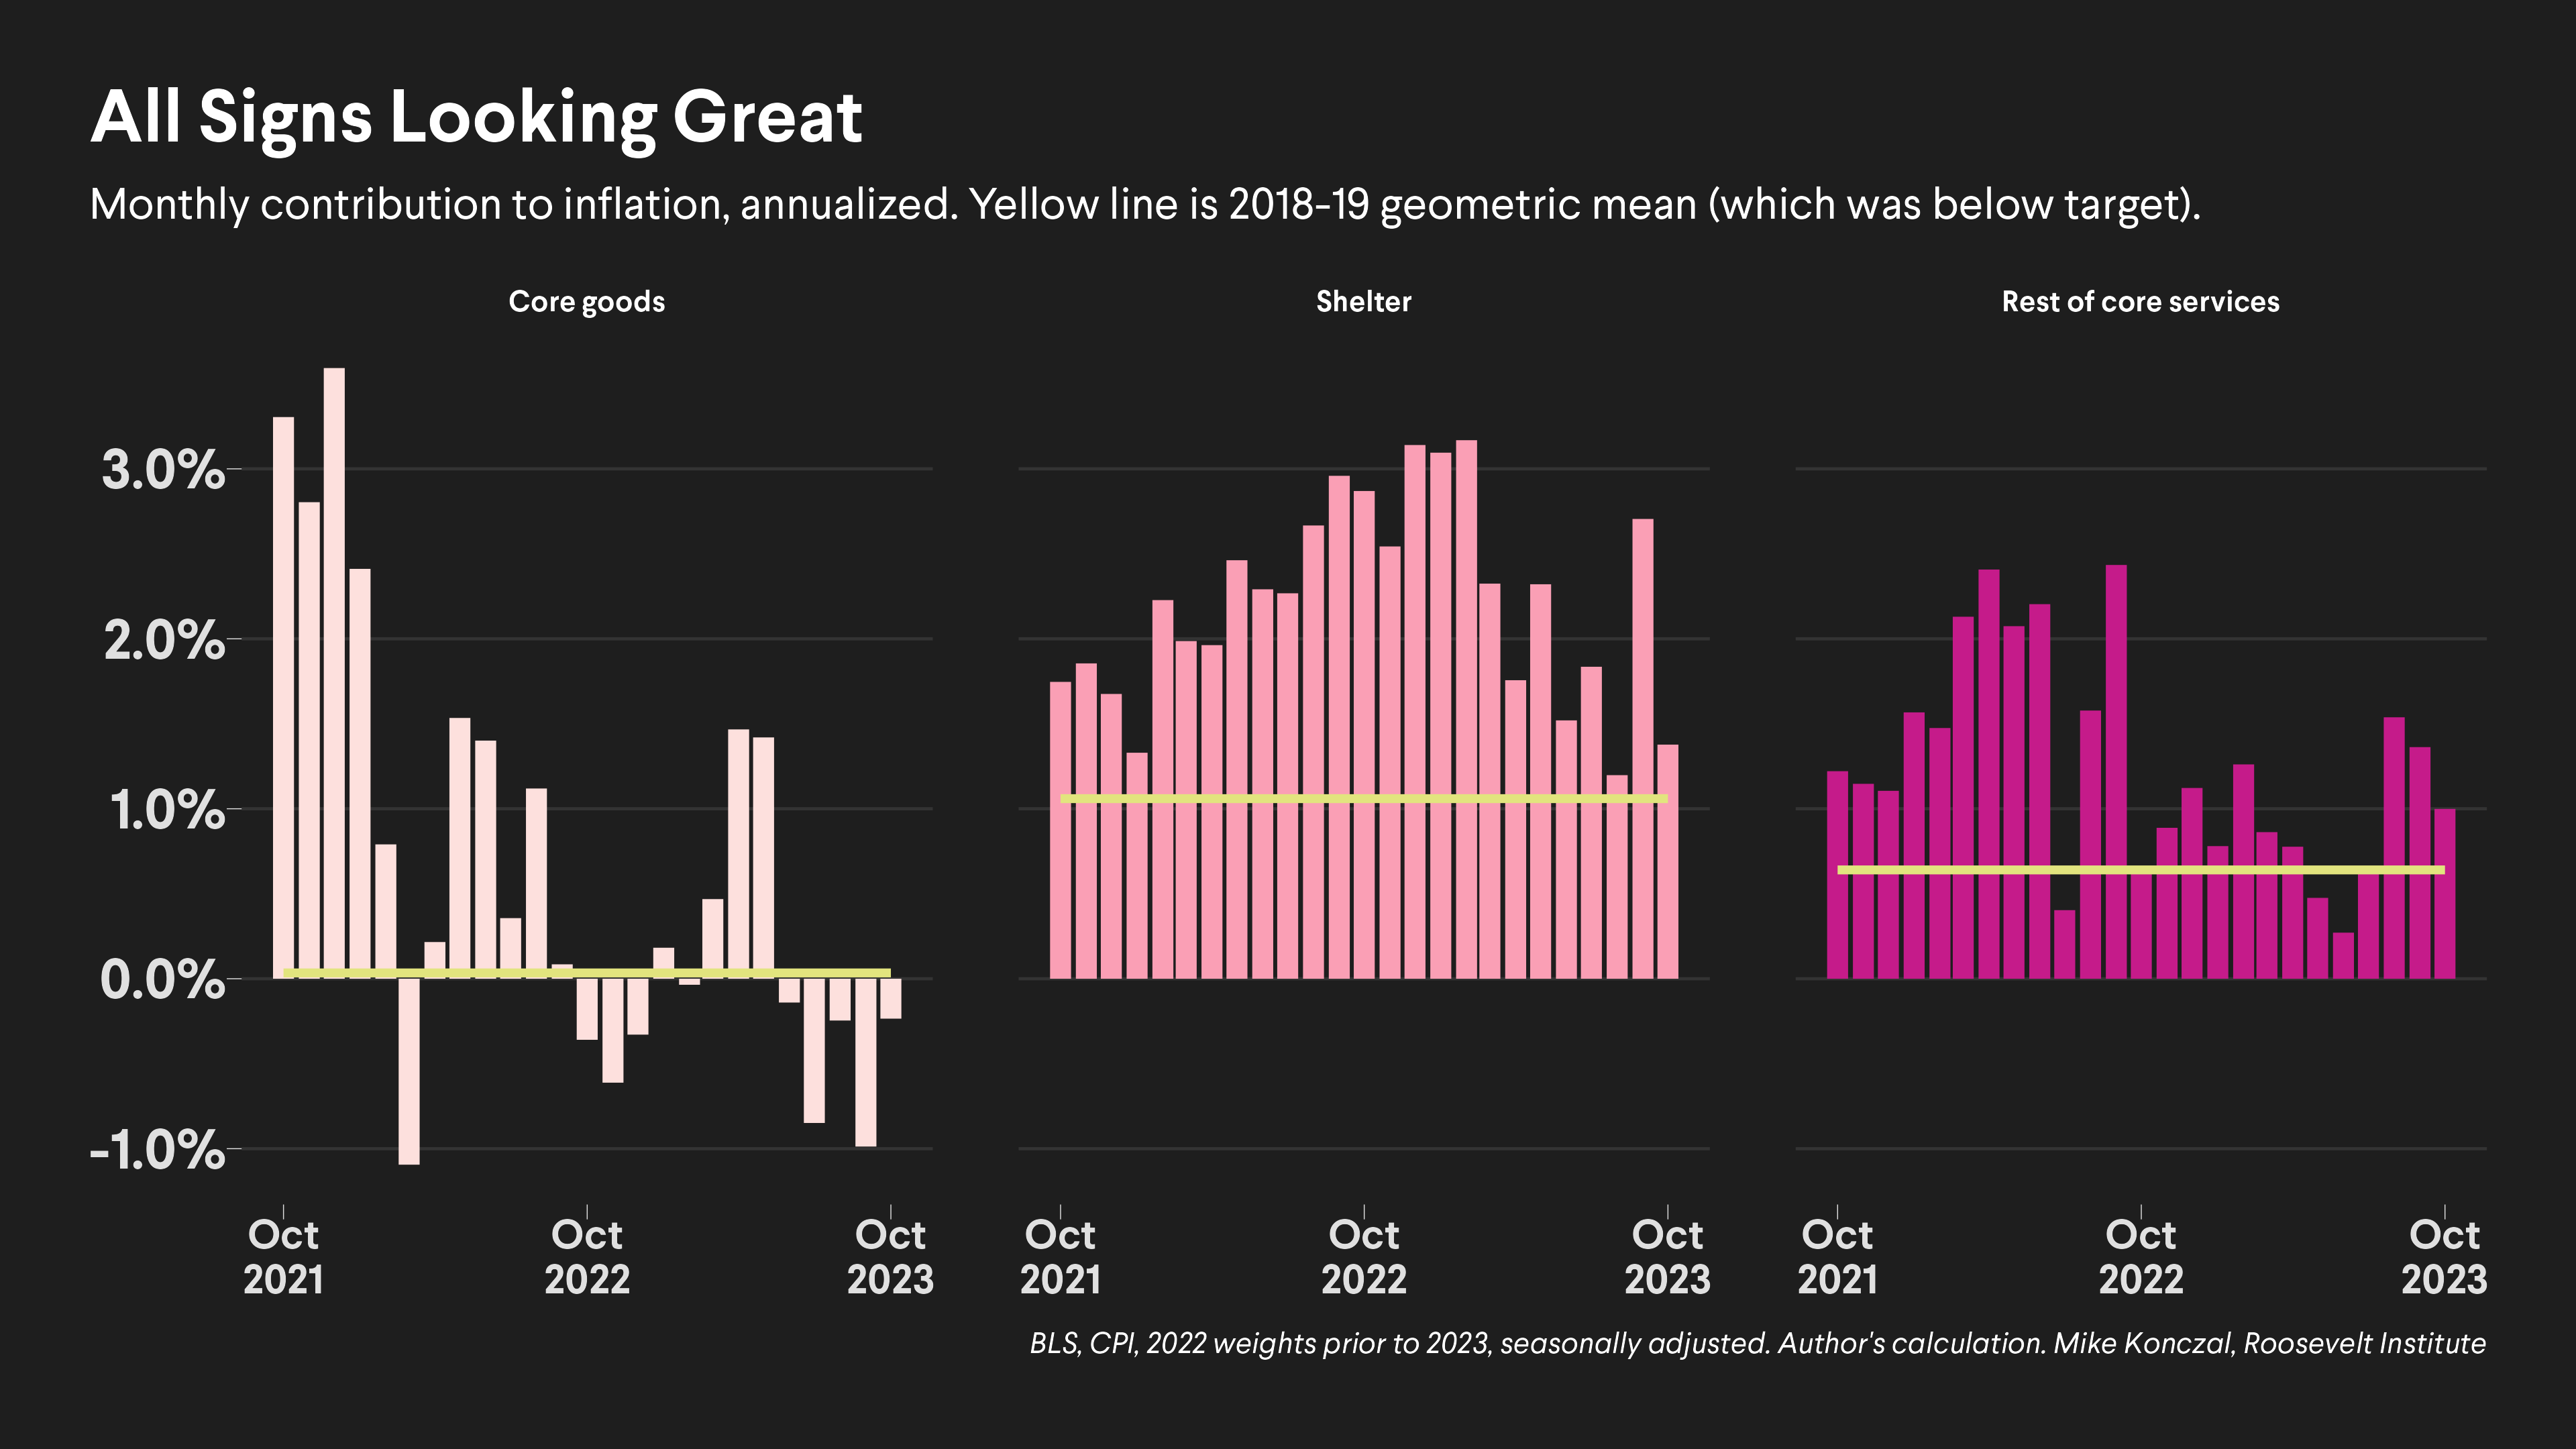 All Signs Looking Great
Monthly contribution to inflation, annualized. Yellow line is 2018-19 geometric mean (which was below target).
Core goods
Shelter
Rest of core services
3.0%
2.0%
1.0%
0.0%
-1.0%
Oct
2021
Oct
2022
Oct
2023
Oct
2021
Oct
2022
Oct
2023
Oct
2021
Oct
2022
Oct
2023
BLS, CPI, 2022 weights prior to 2023, seasonally adjusted. Author's calculation. Mike Konczal, Roosevelt Institute